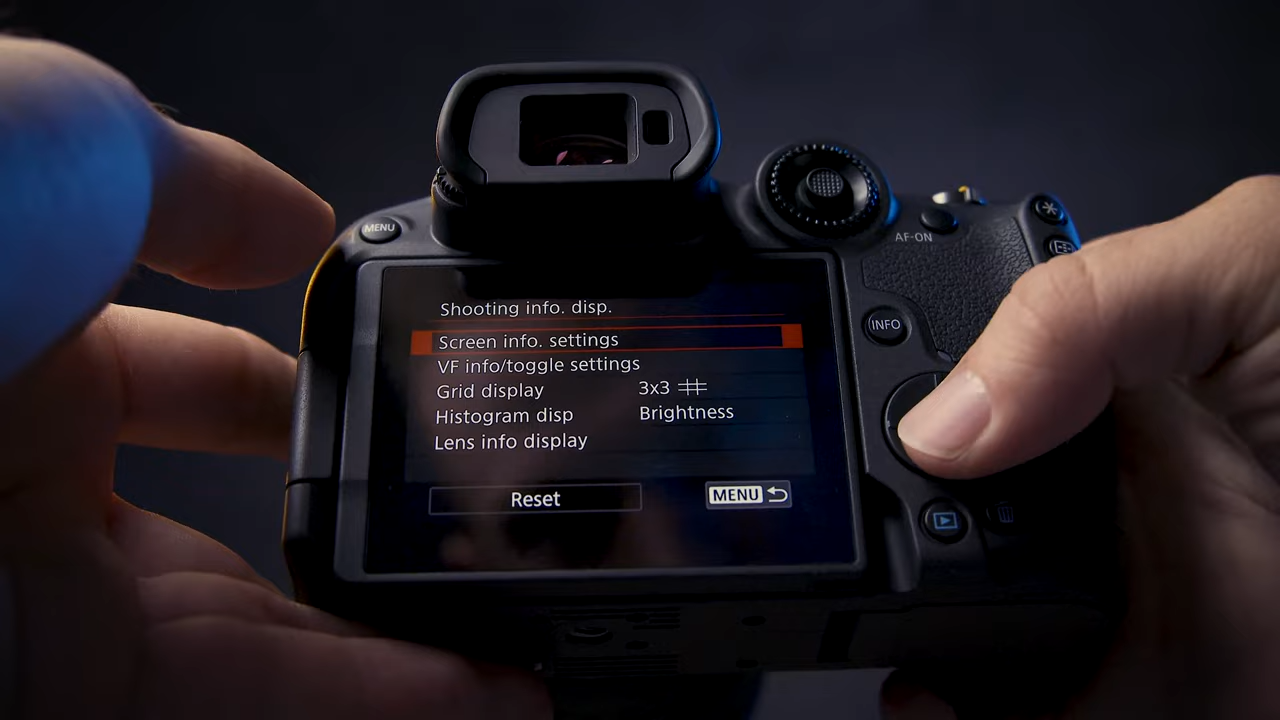 MENU
AF-ON
INFO
Shooting info. disp.
Screen info. settings
VF info/toggle settings
Grid display 3x3
Histogram disp Brightness
Lens info display
Reset MENU